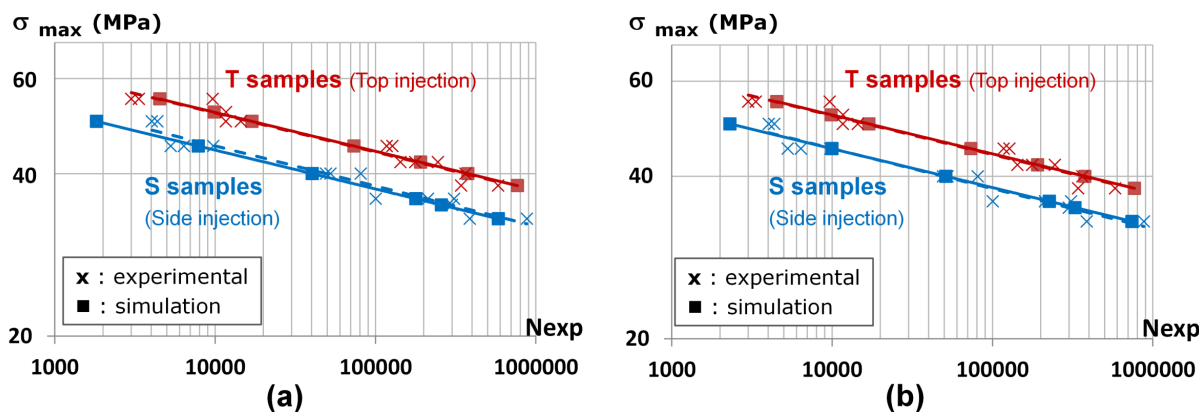 σ max (MPa)
60
T samples (Top injection)
40
S samples
(Side injection)
x : experimental
■ : simulation
Nexp
20
1000
10000
100000
1000000
(a)
σ max (MPa)
60
T samples (Top injection)
40
S samples
(Side injection)
x : experimental
■ : simulation
Nexp
20
1000
10000
100000
1000000
(b)